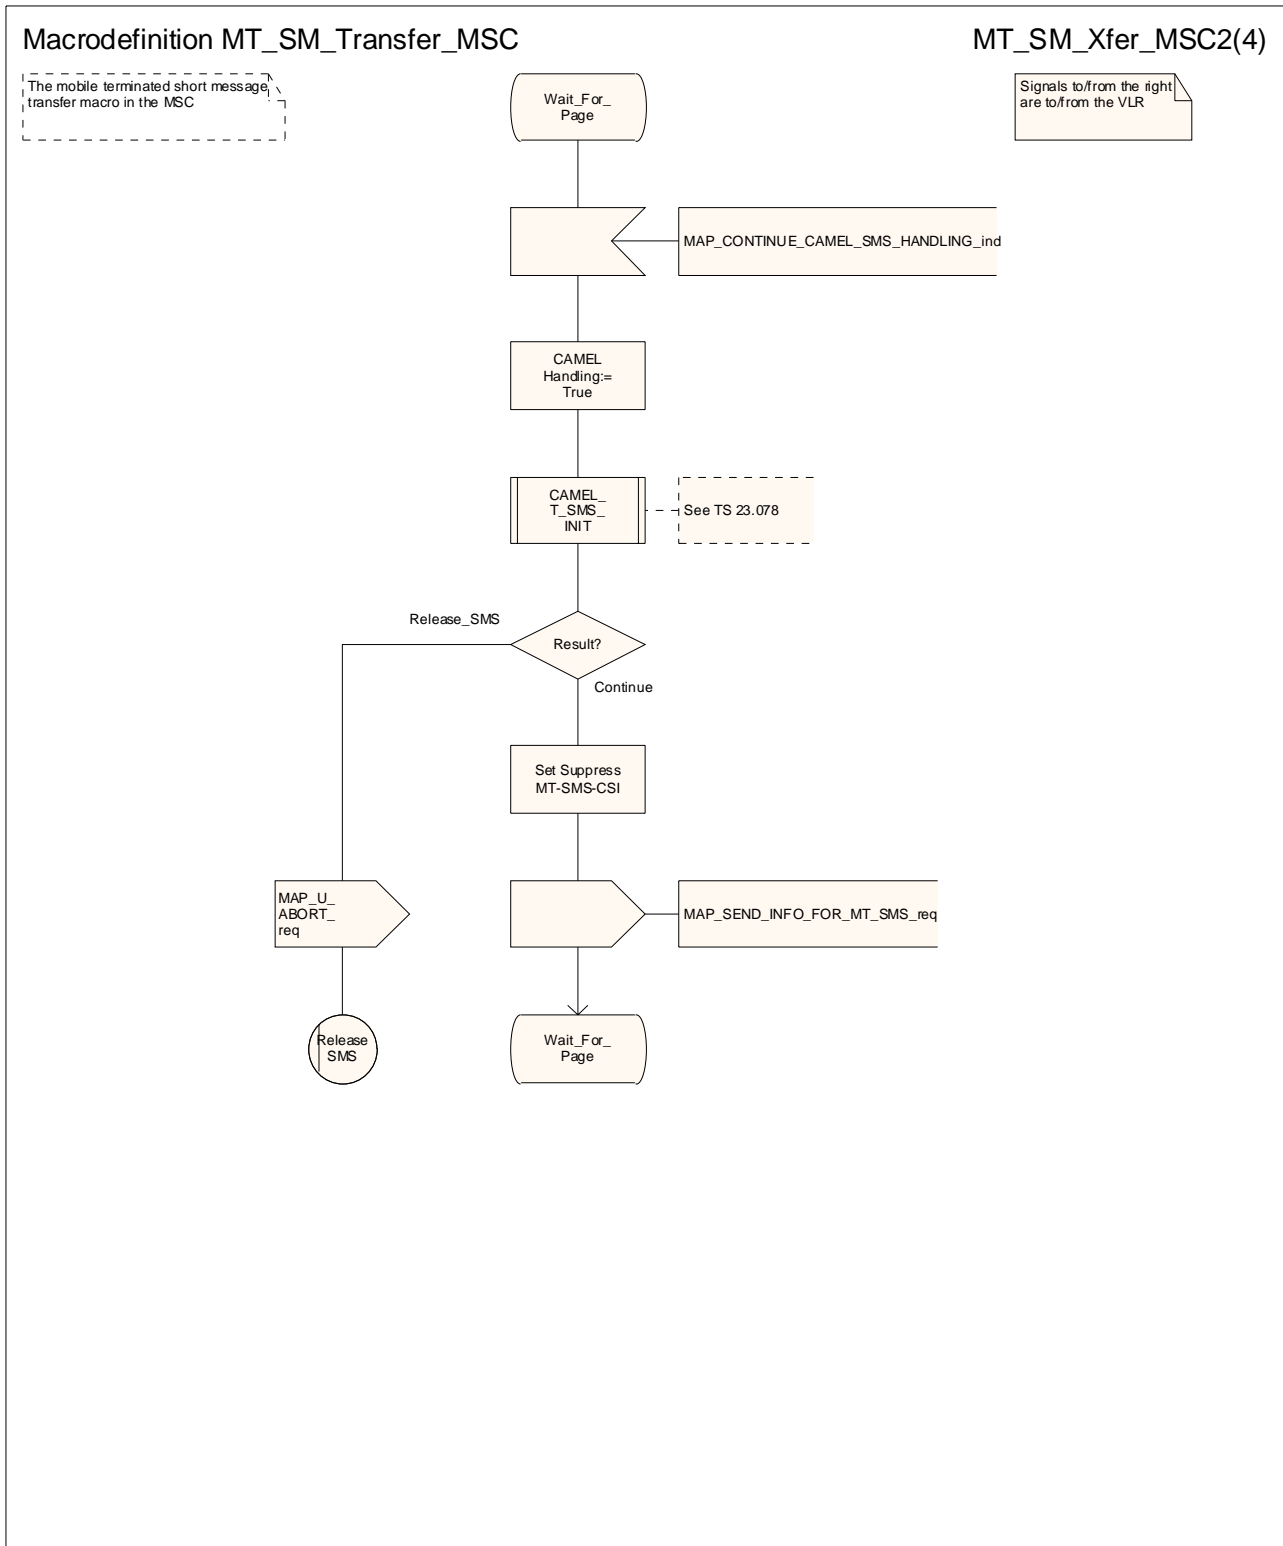 Macrodefinition MT_SM_Transfer_MSC
MT_SM_Xfer_MSC2(4)
The mobile terminated short message
transfer macro in the MSC
Signals to/from the right
are to/from the VLR
Wait_For_
Page
MAP_CONTINUE_CAMEL_SMS_HANDLING_ind
CAMEL
Handling:=
True
CAMEL_
T_SMS_
INIT
See TS 23.078
Release_SMS
Result?
Continue
Set Suppress
MT-SMS-CSI
MAP_U_
ABORT_
req
MAP_SEND_INFO_FOR_MT_SMS_req
Release
SMS
Wait_For_
Page